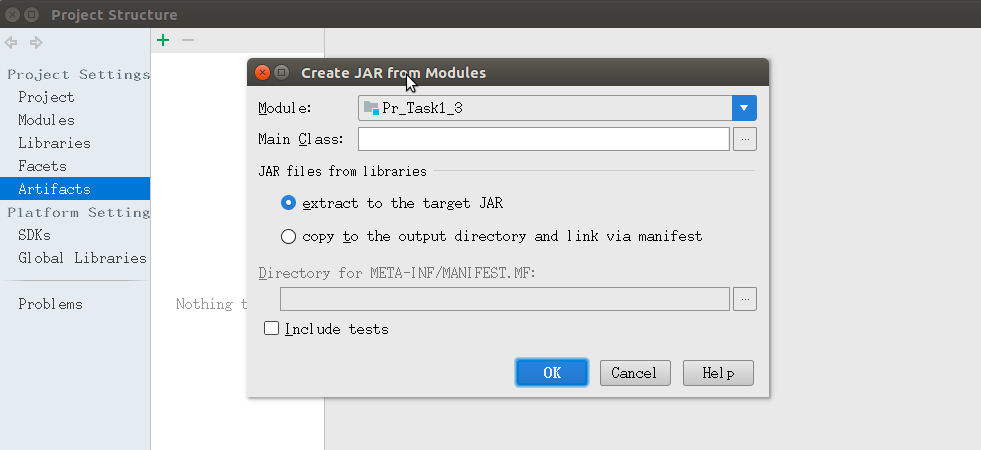 Project Structure
Project Settings
Project
Modules
Libraries
Facets
Artifacts
Platform Setting
SDKs
Global Libraries
Problems
Nothing t
Create JAR from Modules
Module: Pr_Task1_3
Main Class: ...
JAR files from libraries
extract to the target JAR
copy to the output directory and link via manifest
Directory for META-INF/MANIFEST.MF:
...
Include tests
OK Cancel Help